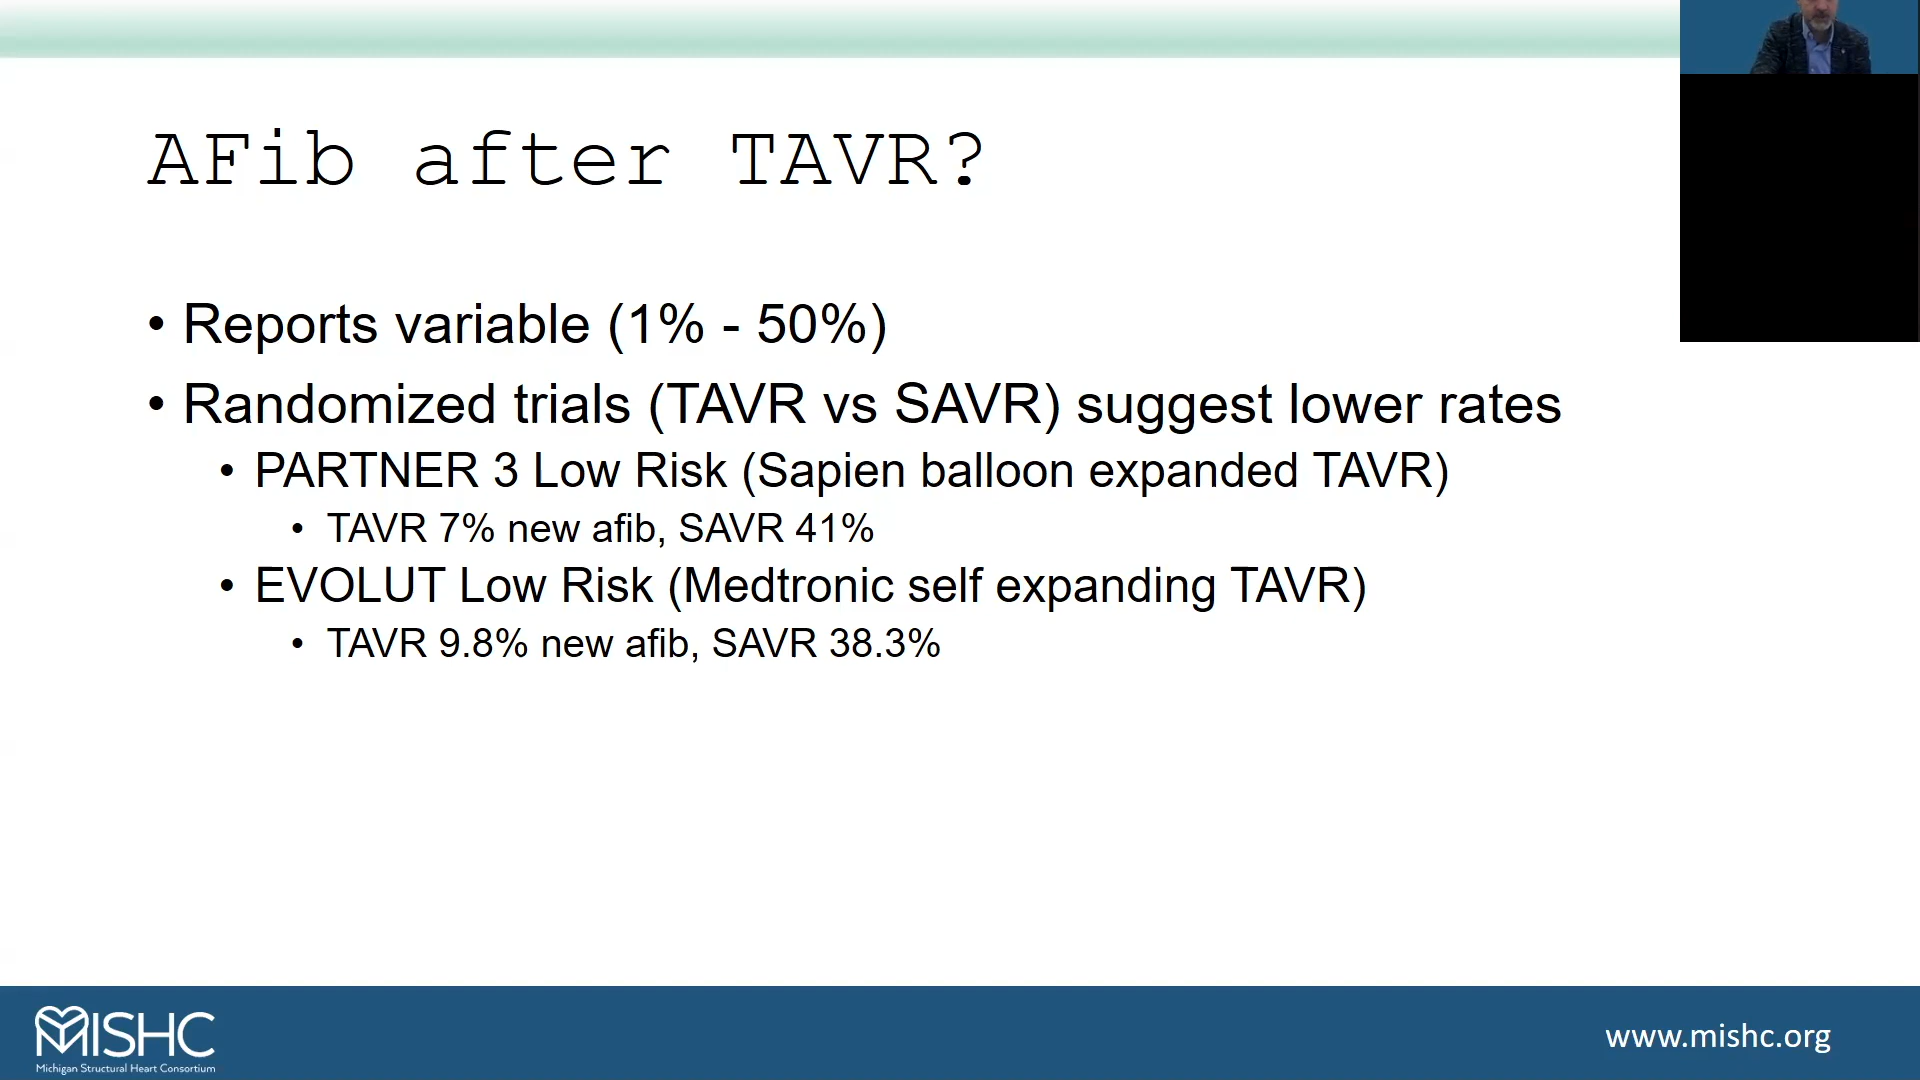 AFib after TAVR?
• Reports variable (1% - 50%)
• Randomized trials (TAVR vs SAVR) suggest lower rates
• PARTNER 3 Low Risk (Sapien balloon expanded TAVR)
• TAVR 7% new afib, SAVR 41%
• EVOLUT Low Risk (Medtronic self expanding TAVR)
• TAVR 9.8% new afib, SAVR 38.3%
MISHC
Michigan Structural Heart Consortium
www.mishc.org